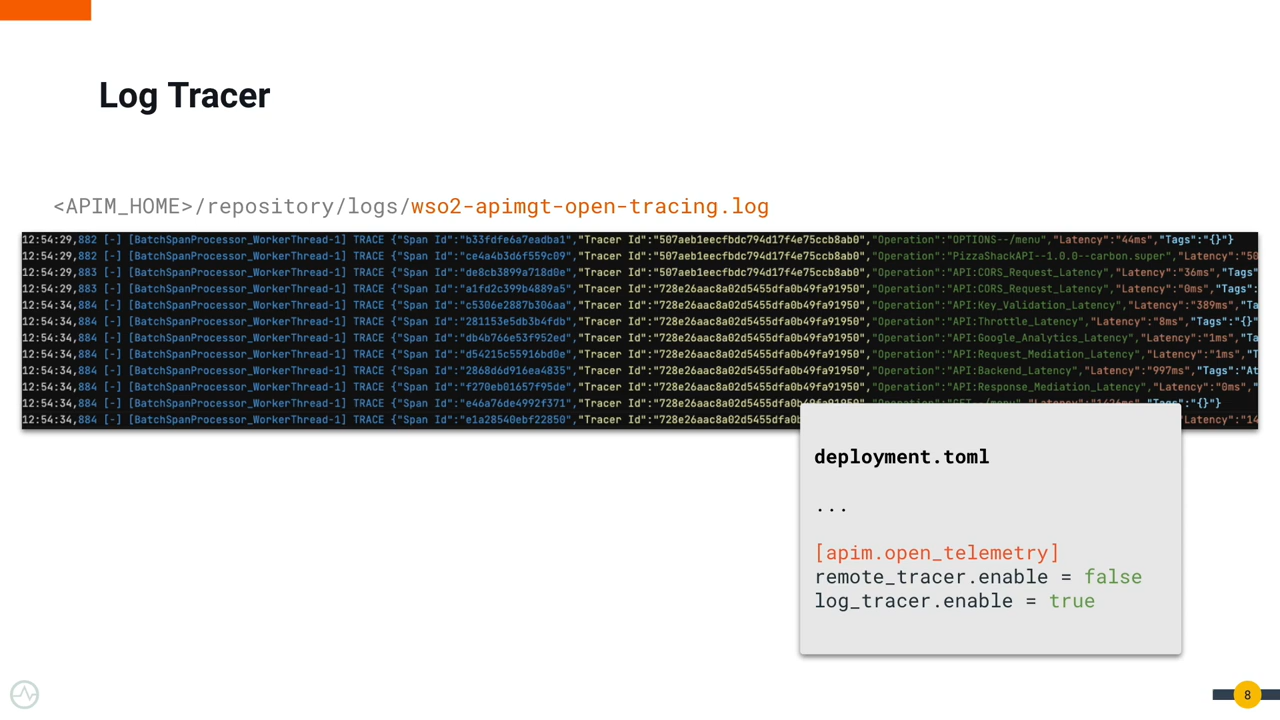 Log Tracer
<APIM_HOME>/repository/logs/wso2-apimgt-open-tracing.log
12:54:29,882 [-] [BatchSpanProcessor_WorkerThread-1] TRACE {"Span Id":"b33fdfe6a7eadba1","Tracer Id":"507aeb1eecfbdc794d17f4e75ccb8ab0","Operation":"OPTIONS--/menu","Latency":"44ms","Tags":"{}"}
12:54:29,882 [-] [BatchSpanProcessor_WorkerThread-1] TRACE {"Span Id":"ce4a4b3d6f559c09","Tracer Id":"507aeb1eecfbdc794d17f4e75ccb8ab0","Operation":"PizzaShackAPI--1.0.0--carbon.super","Latency":"50
12:54:29,883 [-] [BatchSpanProcessor_WorkerThread-1] TRACE {"Span Id":"de8cb3899a718d0e","Tracer Id":"507aeb1eecfbdc794d17f4e75ccb8ab0","Operation":"API:CORS_Request_Latency","Latency":"36ms","Tags"
12:54:29,883 [-] [BatchSpanProcessor_WorkerThread-1] TRACE {"Span Id":"a1fd2c399b4889a5","Tracer Id":"728e26aac8a02d5455dfa0b49fa91950","Operation":"API:CORS_Request_Latency","Latency":"0ms","Tags":
12:54:34,884 [-] [BatchSpanProcessor_WorkerThread-1] TRACE {"Span Id":"c5306e2887b306aa","Tracer Id":"728e26aac8a02d5455dfa0b49fa91950","Operation":"API:Key_Validation_Latency","Latency":"389ms","Ta
12:54:34,884 [-] [BatchSpanProcessor_WorkerThread-1] TRACE {"Span Id":"281153e5db3b4fdb","Tracer Id":"728e26aac8a02d5455dfa0b49fa91950","Operation":"API:Throttle_Latency","Latency":"8ms","Tags":"{}"
12:54:34,884 [-] [BatchSpanProcessor_WorkerThread-1] TRACE {"Span Id":"db4b766e53f952ed","Tracer Id":"728e26aac8a02d5455dfa0b49fa91950","Operation":"API:Google_Analytics_Latency","Latency":"1ms","Ta
12:54:34,884 [-] [BatchSpanProcessor_WorkerThread-1] TRACE {"Span Id":"d54215c55916bd0e","Tracer Id":"728e26aac8a02d5455dfa0b49fa91950","Operation":"API:Request_Mediation_Latency","Latency":"1ms","Ta
12:54:34,884 [-] [BatchSpanProcessor_WorkerThread-1] TRACE {"Span Id":"2868d6d916ea4835","Tracer Id":"728e26aac8a02d5455dfa0b49fa91950","Operation":"API:Backend_Latency","Latency":"997ms","Tags":"At
12:54:34,884 [-] [BatchSpanProcessor_WorkerThread-1] TRACE {"Span Id":"f270eb01657f95de","Tracer Id":"728e26aac8a02d5455dfa0b49fa91950","Operation":"API:Response_Mediation_Latency","Latency":"0ms",
12:54:34,884 [-] [BatchSpanProcessor_WorkerThread-1] TRACE {"Span Id":"e46a76de4992f371","Tracer Id":"728e26aac8a02d5455dfa0b49fa91950","Tags":"{}"}
12:54:34,884 [-] [BatchSpanProcessor_WorkerThread-1] TRACE {"Span Id":"e1a28540ebf22850","Tracer Id":"728e26aac8a02d5455dfa0b Latency":"14
deployment.toml
...
[apim.open_telemetry]
remote_tracer.enable = false
log_tracer.enable = true
8